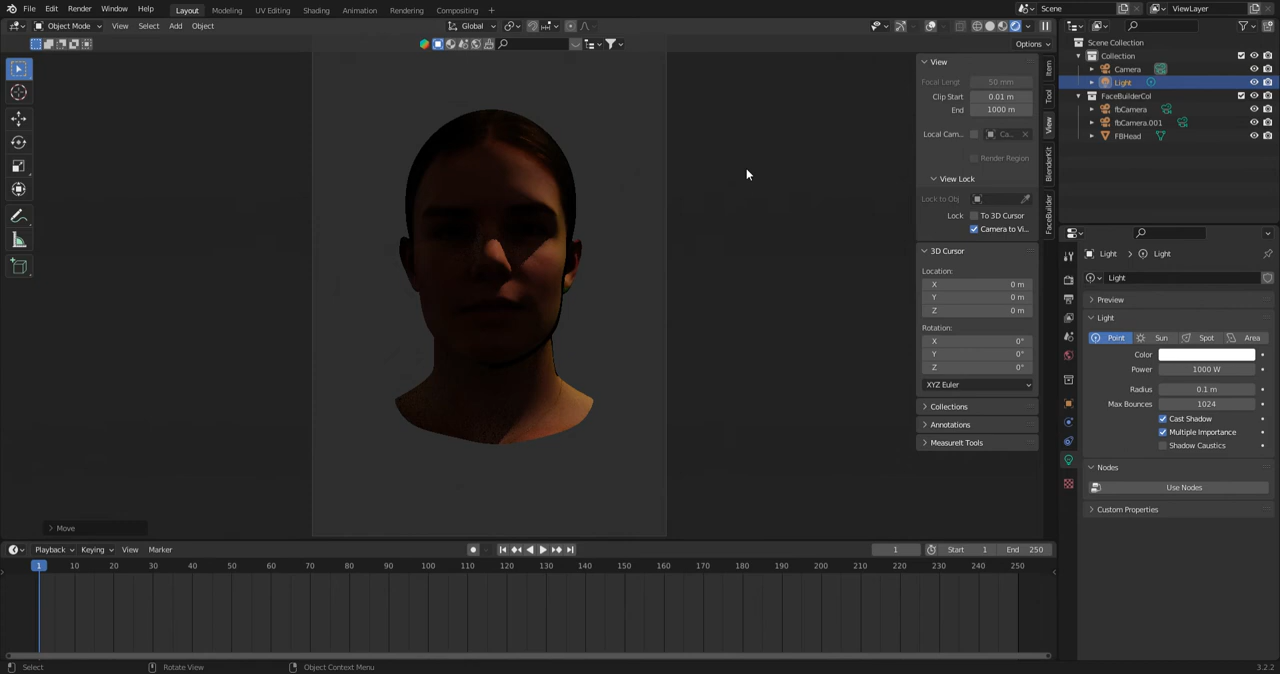 File Edit Render Window Help Layout Modeling UV Editing Shading Animation Rendering Compositing + Scene ViewLayer
Object Mode View Select Add Object Global
Options
Scene Collection
Collection
Camera
Light
FaceBuilderCol
fbCamera
fbCamera.001
FBHead
View
Focal Lengt 50 mm
Clip Start 0.01 m
End 1000 m
Local Cam... Ca...
Render Region
View Lock
Lock to Obj
Lock To 3D Cursor
Camera to Vi...
3D Cursor
Location:
X 0 m
Y 0 m
Z 0 m
Rotation:
X 0°
Y 0°
Z 0°
XYZ Euler
Collections
Annotations
MeasureIt Tools
Item
Tool
View
BlenderKit
FaceBuilder
Light Light
Light
Preview
Light
Point Sun Spot Area
Color
Power 1000 W
Radius 0.1 m
Max Bounces 1024
Cast Shadow
Multiple Importance
Shadow Caustics
Nodes
Use Nodes
Custom Properties
Move
Playback Keying View Marker 1 Start 1 End 250
1 10 20 30 40 50 60 70 80 90 100 110 120 130 140 150 160 170 180 190 200 210 220 230 240 250
Select Rotate View Object Context Menu 3.2.2